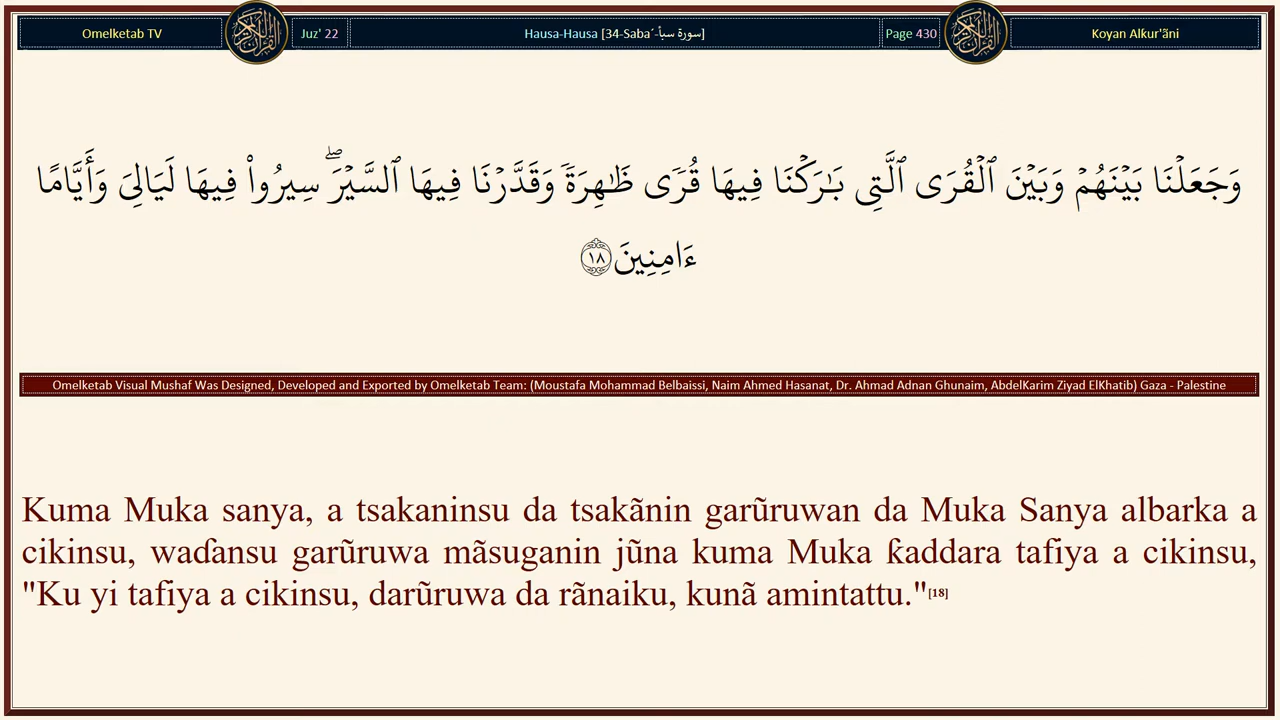 Omelketab TV
Juz' 22
Hausa-Hausa [34-Saba´-سورة سبأ]
Page 430
Koyan Alƙur'ãni
وَجَعَلۡنَا بَيۡنَهُمۡ وَبَيۡنَ ٱلۡقُرَى ٱلَّتِي بَٰرَكۡنَا فِيهَا قُرٗى ظَٰهِرَةٗ وَقَدَّرۡنَا فِيهَا ٱلسَّيۡرَۖ سِيرُواْ فِيهَا لَيَالِيَ وَأَيَّامًا
ءَامِنِينَ ١٨
Omelketab Visual Mushaf Was Designed, Developed and Exported by Omelketab Team: (Moustafa Mohammad Belbaissi, Naim Ahmed Hasanat, Dr. Ahmad Adnan Ghunaim, AbdelKarim Ziyad ElKhatib) Gaza - Palestine
Kuma Muka sanya, a tsakaninsu da tsakãnin garũruwan da Muka Sanya albarka a
cikinsu, waɗansu garũruwa mãsuganin jũna kuma Muka ƙaddara tafiya a cikinsu,
"Ku yi tafiya a cikinsu, darũruwa da rãnaiku, kunã amintattu."[18]